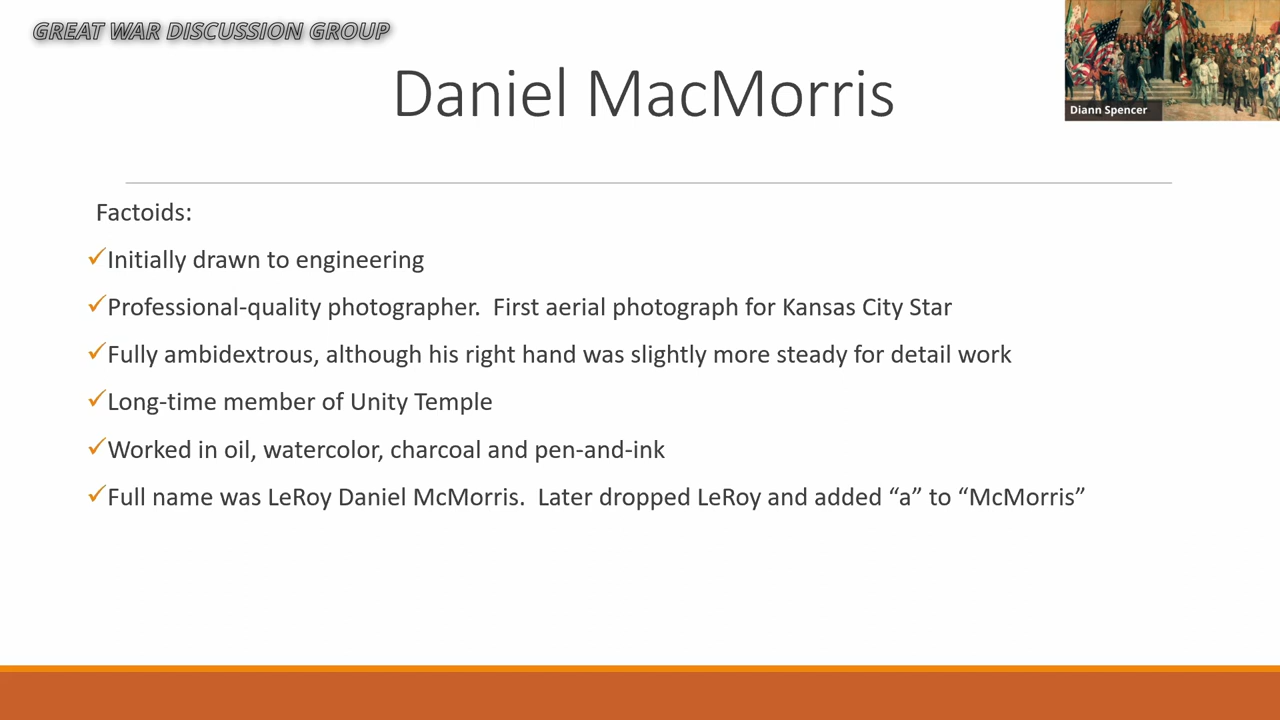 GREAT WAR DISCUSSION GROUP
Diann Spencer
Daniel MacMorris
Factoids:
✓Initially drawn to engineering
✓Professional-quality photographer.  First aerial photograph for Kansas City Star
✓Fully ambidextrous, although his right hand was slightly more steady for detail work
✓Long-time member of Unity Temple
✓Worked in oil, watercolor, charcoal and pen-and-ink
✓Full name was LeRoy Daniel McMorris.  Later dropped LeRoy and added “a” to “McMorris”